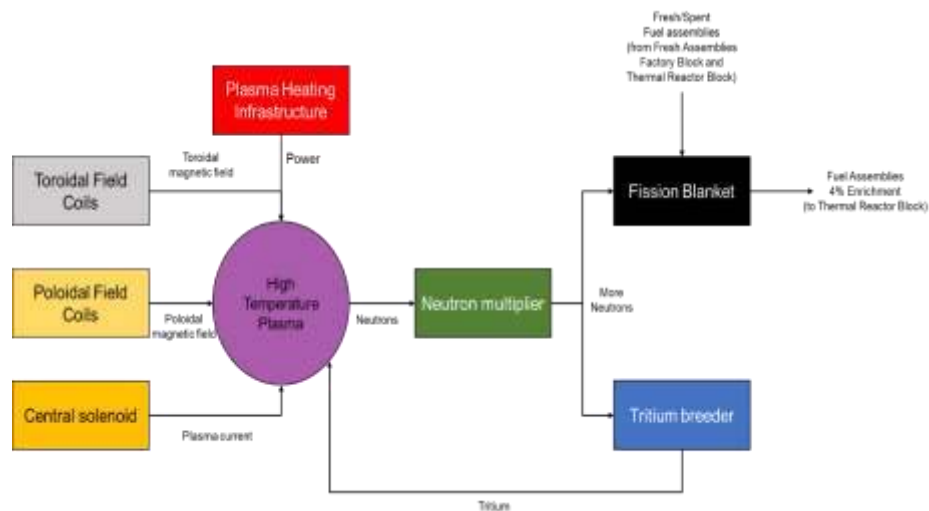 Fresh/Spent
Fuel assemblies
(from Fresh Assemblies
Factory Block and
Thermal Reactor Block)
Plasma Heating
Infrastructure
Toroidal
magnetic field
Power
Toroidal Field
Coils
Fission Blanket
Fuel Assemblies
4% Enrichment
(to Thermal Reactor Block)
Poloidal Field
Coils
Poloidal
magnetic field
High
Temperature
Plasma
Neutrons
Neutron multiplier
More
Neutrons
Central solenoid
Plasma current
Tritium breeder
Tritium